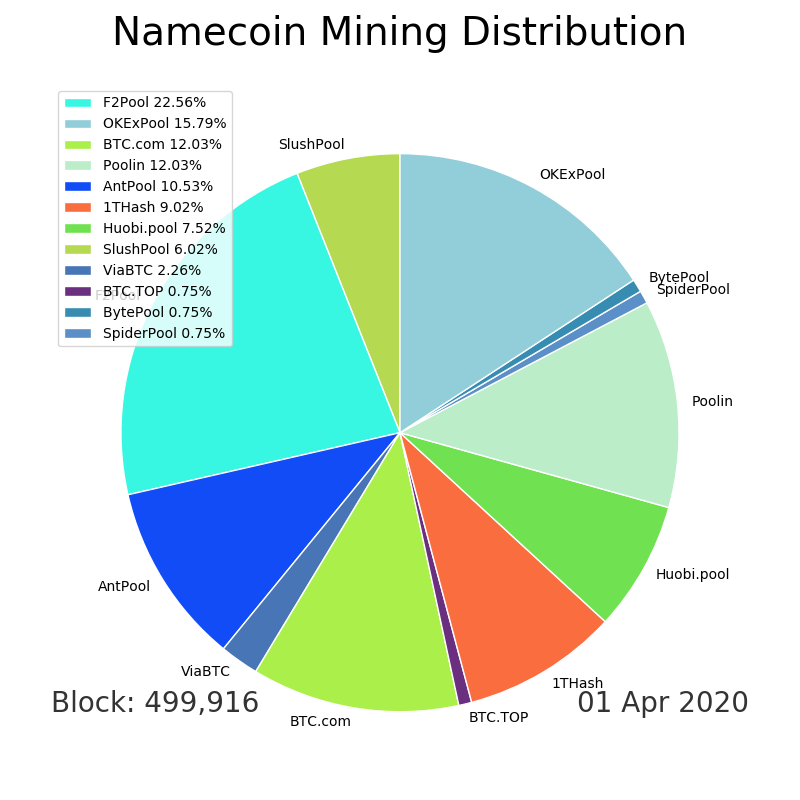 Namecoin Mining Distribution
F2Pool 22.56%
OKExPool 15.79%
BTC.com 12.03%
Poolin 12.03%
AntPool 10.53%
1THash 9.02%
Huobi.pool 7.52%
SlushPool 6.02%
ViaBTC 2.26%
BTC.TOP 0.75%
BytePool 0.75%
SpiderPool 0.75%
SlushPool
OKExPool
BytePool
SpiderPool
F2Pool
Poolin
Huobi.pool
AntPool
ViaBTC
1THash
BTC.com
BTC.TOP
Block: 499,916
01 Apr 2020